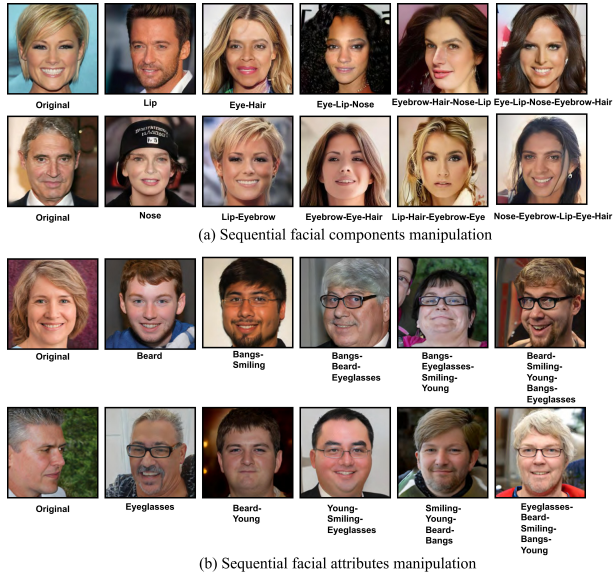 Original
Lip
Eye-Hair
Eye-Lip-Nose
Eyebrow-Hair-Nose-Lip
Eye-Lip-Nose-Eyebrow-Hair
Original
Nose
Lip-Eyebrow
Eyebrow-Eye-Hair
Lip-Hair-Eyebrow-Eye
Nose-Eyebrow-Lip-Eye-Hair
(a) Sequential facial components manipulation
Original
Beard
Bangs-
Smiling
Bangs-
Beard-
Eyeglasses
Bangs-
Eyeglasses-
Smiling-
Young
Beard-
Smiling-
Young-
Bangs-
Eyeglasses
Original
Eyeglasses
Beard-
Young
Young-
Smiling-
Eyeglasses
Smiling-
Young-
Beard-
Bangs
Eyeglasses-
Beard-
Smiling-
Bangs-
Young
(b) Sequential facial attributes manipulation